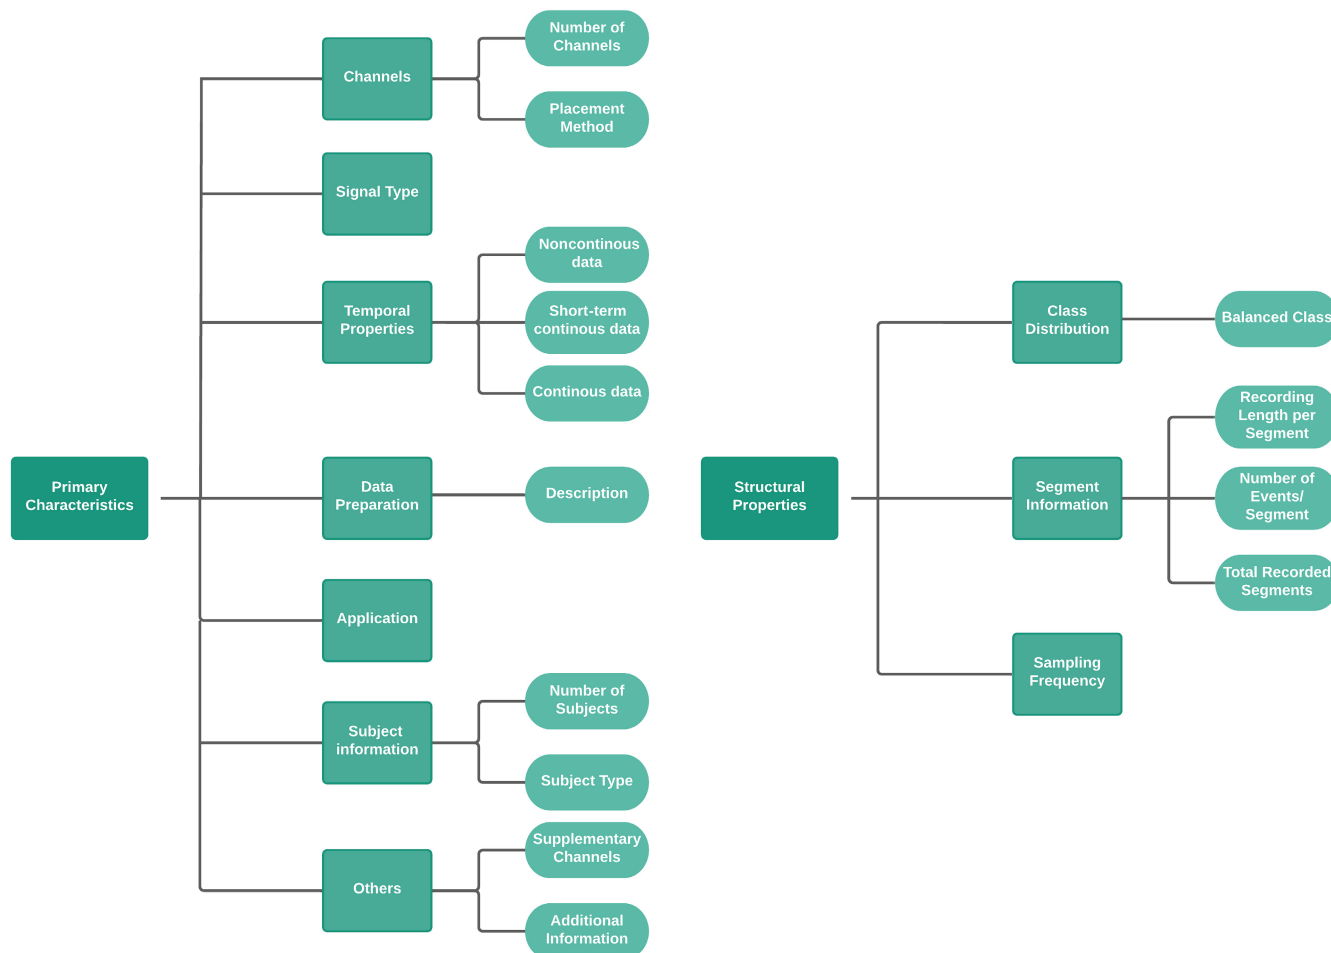 Number of
Channels
Channels
Placement
Method
Signal Type
Noncontinous
data
Temporal
Properties
Short-term
continous data
Continous data
Primary
Characteristics
Data
Preparation
Description
Application
Number of
Subjects
Subject
information
Subject Type
Supplementary
Channels
Others
Additional
Information
Class
Distribution
Balanced Class
Recording
Length per
Segment
Structural
Properties
Segment
Information
Number of
Events/
Segment
Total Recorded
Segments
Sampling
Frequency